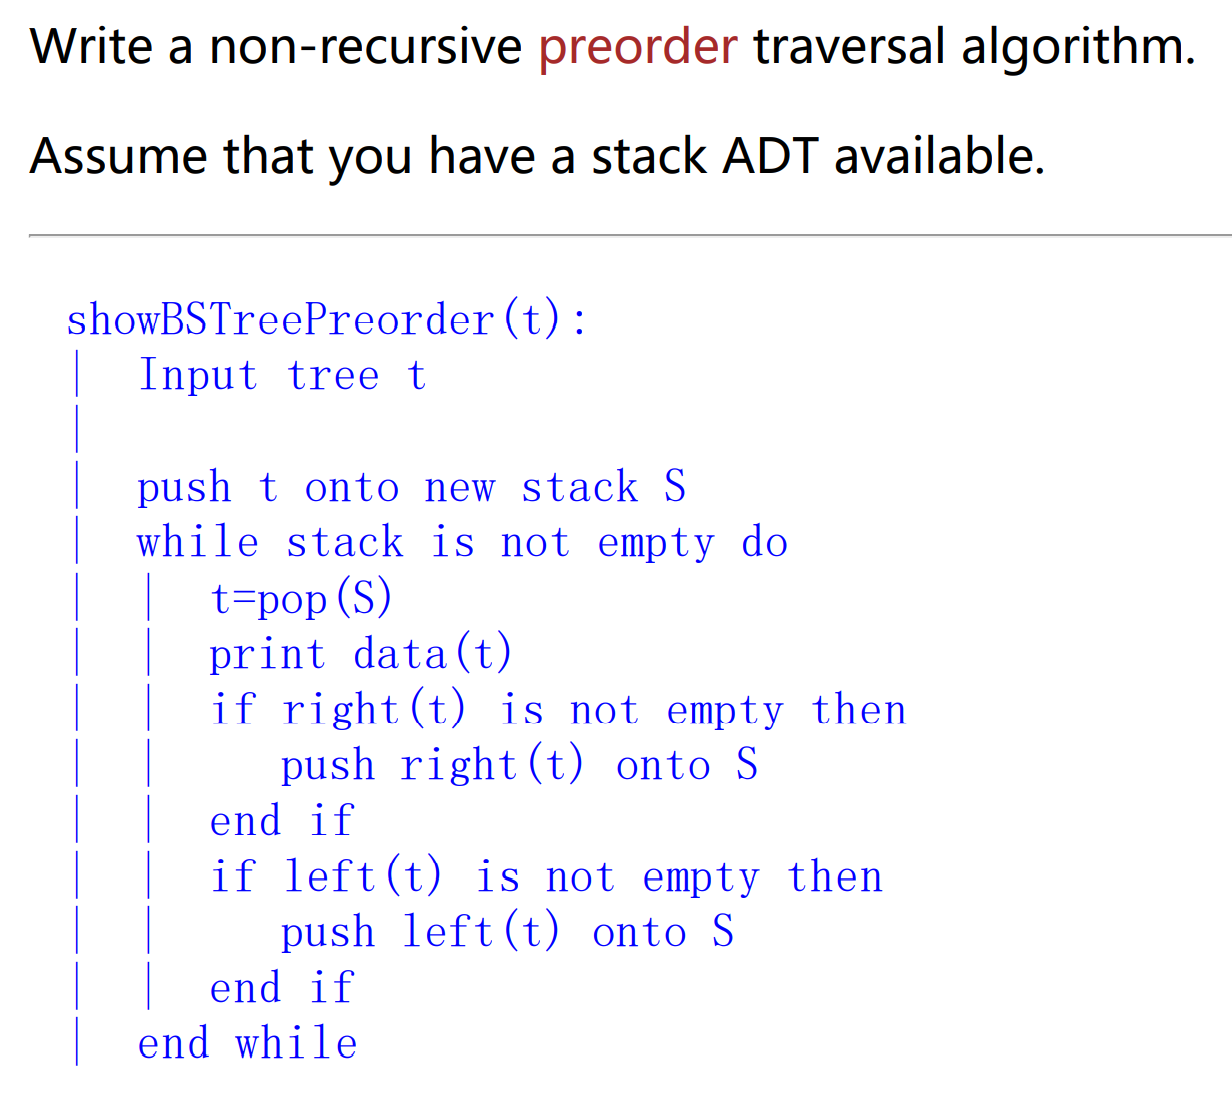 Write a non-recursive preorder traversal algorithm.
Assume that you have a stack ADT available.
showBSTreePreorder(t):
|  Input tree t
|
|  push t onto new stack S
|  while stack is not empty do
|  |  t=pop(S)
|  |  print data(t)
|  |  if right(t) is not empty then
|  |     push right(t) onto S
|  |  end if
|  |  if left(t) is not empty then
|  |     push left(t) onto S
|  |  end if
|  end while